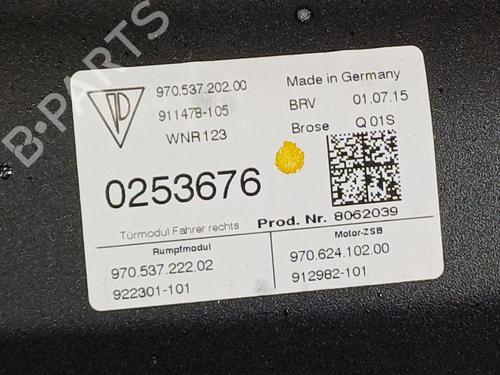 B-PARTS
970.537.202.00
911478-105
WNR123
Made in Germany
BRV 01.07.15
Brose Q 01S
0253676
Türmodul Fahrer rechts
Prod. Nr. 8062039
Rumpfmodul
970.537.222.02
922301-101
Motor-ZSB
970.624.102.00
912982-101